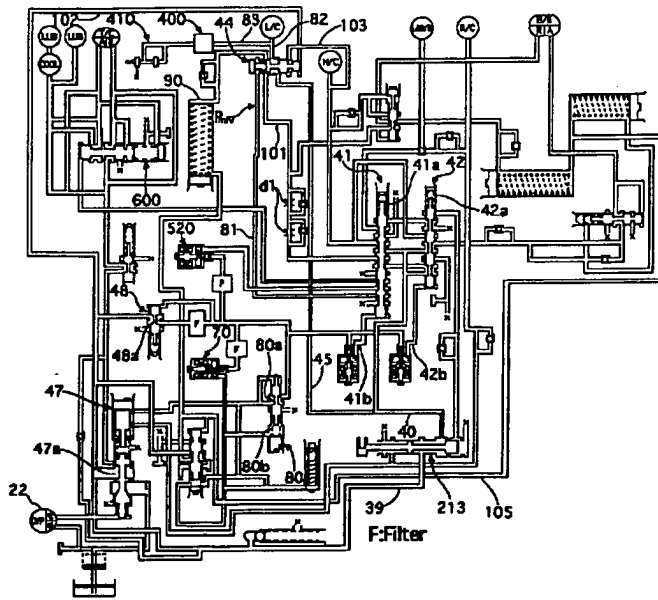 102
410
400
44
83
82
103
LUB
LUB
L/C
H/C
R/C
COOL
90
101
41
41a
42
42a
600
d1
81
520
48
48a
F
F
F
70
80a
45
41b
42b
47
47a
80b
80
40
22
39
213
105
F:Filter